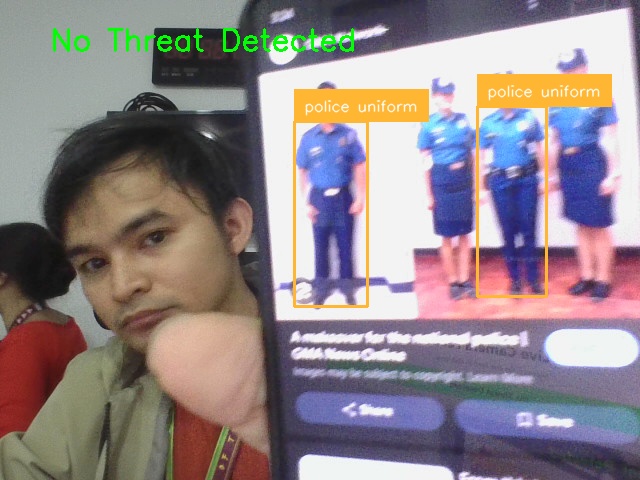 No Threat Detected
police uniform
police uniform
A makeover for the national police |
GMA News Online
Images may be subject to copyright. Learn More
Share
Save